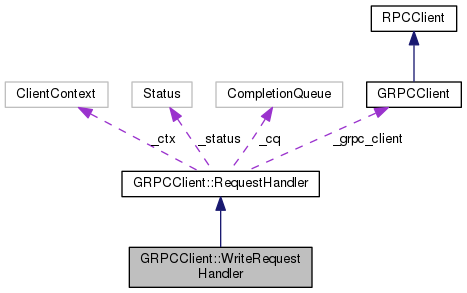 RPCClient
ClientContext
Status
CompletionQueue
GRPCClient
_ctx
_status
_cq
_grpc_client
GRPCClient::RequestHandler
GRPCClient::WriteRequest
Handler